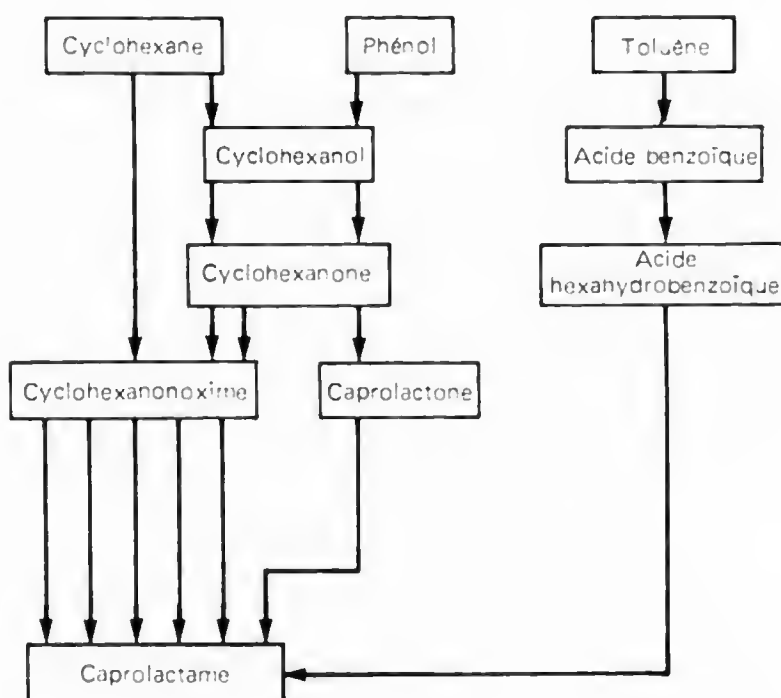 Cyclohexane
Phénol
Toluène
Cyclohexanol
Acide benzoïque
Cyclohexanone
Acide
hexahydrobenzoïque
Cyclohexanonoxime
Caprolactone
Caprolactame